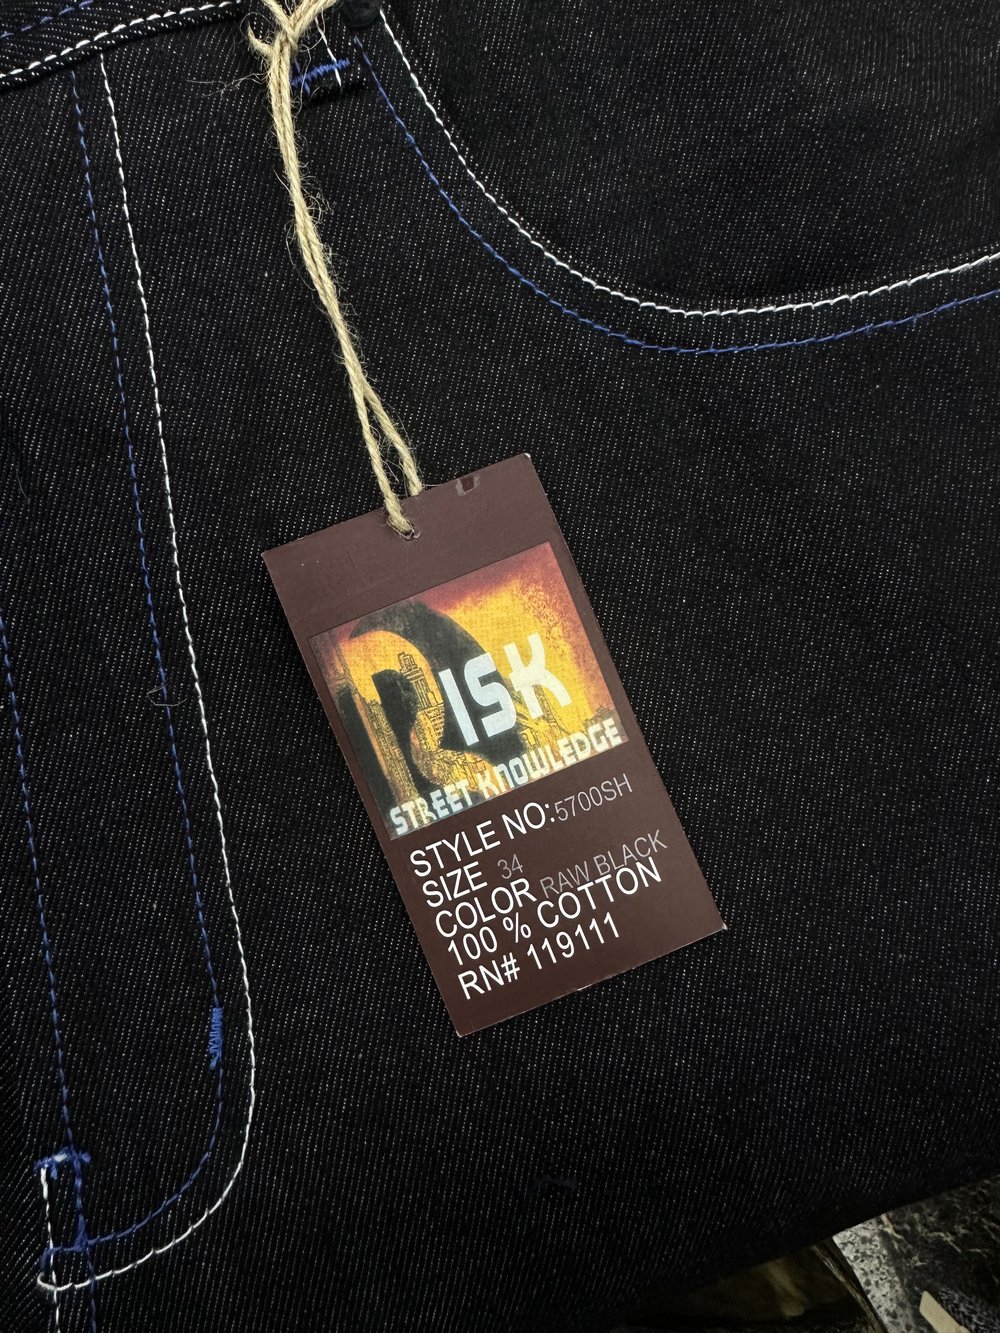 RISK
STREET KNOWLEDGE
STYLE NO: 5700SH
SIZE 34
COLOR RAW BLACK
100 % COTTON
RN# 119111